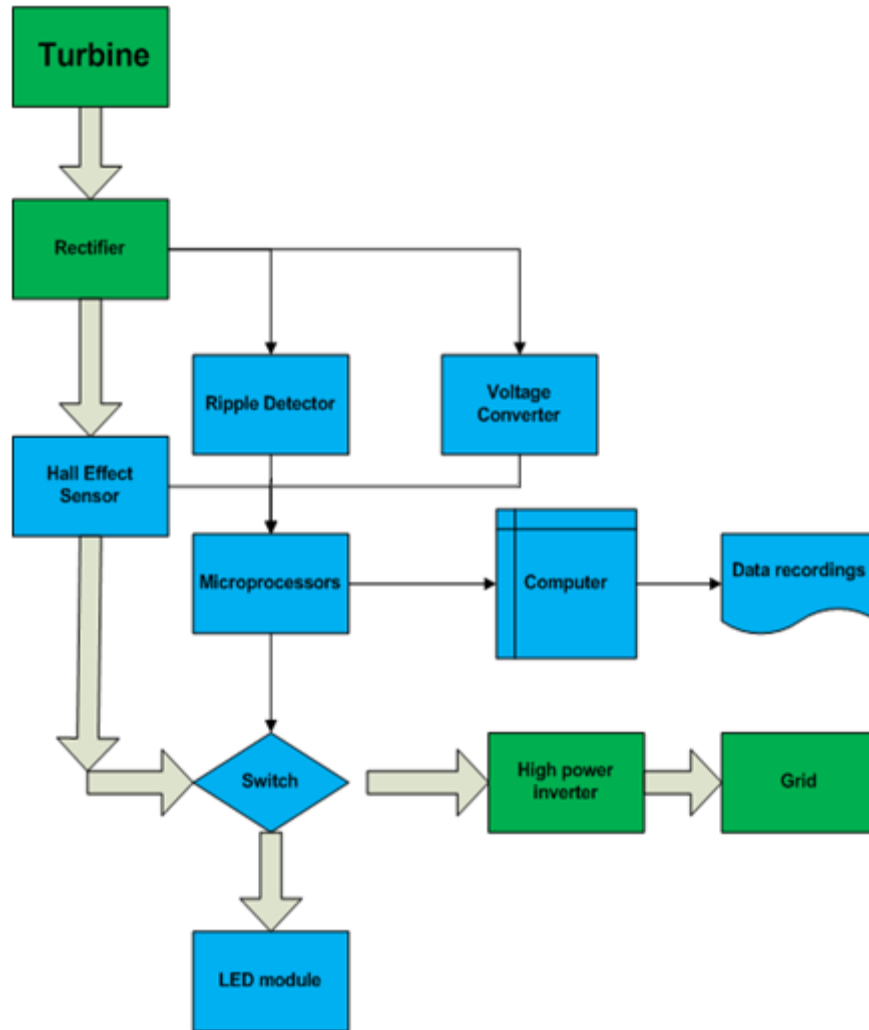 Turbine
Rectifier
Ripple Detector
Voltage
Converter
Hall Effect
Sensor
Microprocessors
Computer
Data recordings
Switch
High power
inverter
Grid
LED module